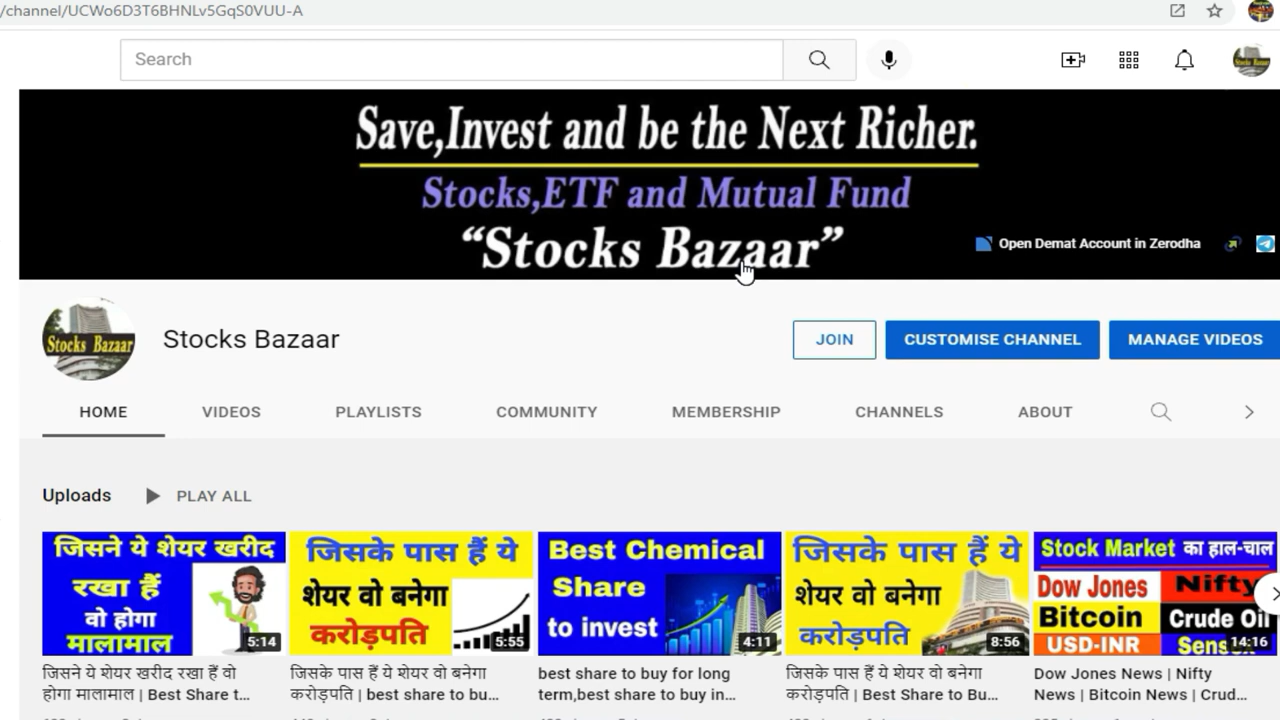 /channel/UCWo6D3T6BHNLv5GqS0VUU-A
Search
Stocks Bazaar
Save,Invest and be the Next Richer.
Stocks,ETF and Mutual Fund
“Stocks Bazaar”
Open Demat Account in Zerodha
Stocks Bazaar
Stocks Bazaar
JOIN
CUSTOMISE CHANNEL
MANAGE VIDEOS
HOME
VIDEOS
PLAYLISTS
COMMUNITY
MEMBERSHIP
CHANNELS
ABOUT
Uploads
PLAY ALL
जिसने ये शेयर खरीद
रखा हैं
वो होगा
मालामाल
5:14
जिसने ये शेयर खरीद रखा हैं वो
होगा मालामाल | Best Share t...
जिसके पास हैं ये
शेयर वो बनेगा
करोड़पति
5:55
जिसके पास हैं ये शेयर वो बनेगा
करोड़पति | best share to bu...
Best Chemical
Share
to invest
4:11
best share to buy for long
term,best share to buy in...
जिसके पास हैं ये
शेयर वो बनेगा
करोड़पति
8:56
जिसके पास हैं ये शेयर वो बनेगा
करोड़पति | Best Share to Bu...
Stock Market का हाल-चाल
Dow Jones
Nifty
Bitcoin
Crude Oil
USD-INR
14:16
Dow Jones News | Nifty
News | Bitcoin News | Crud...